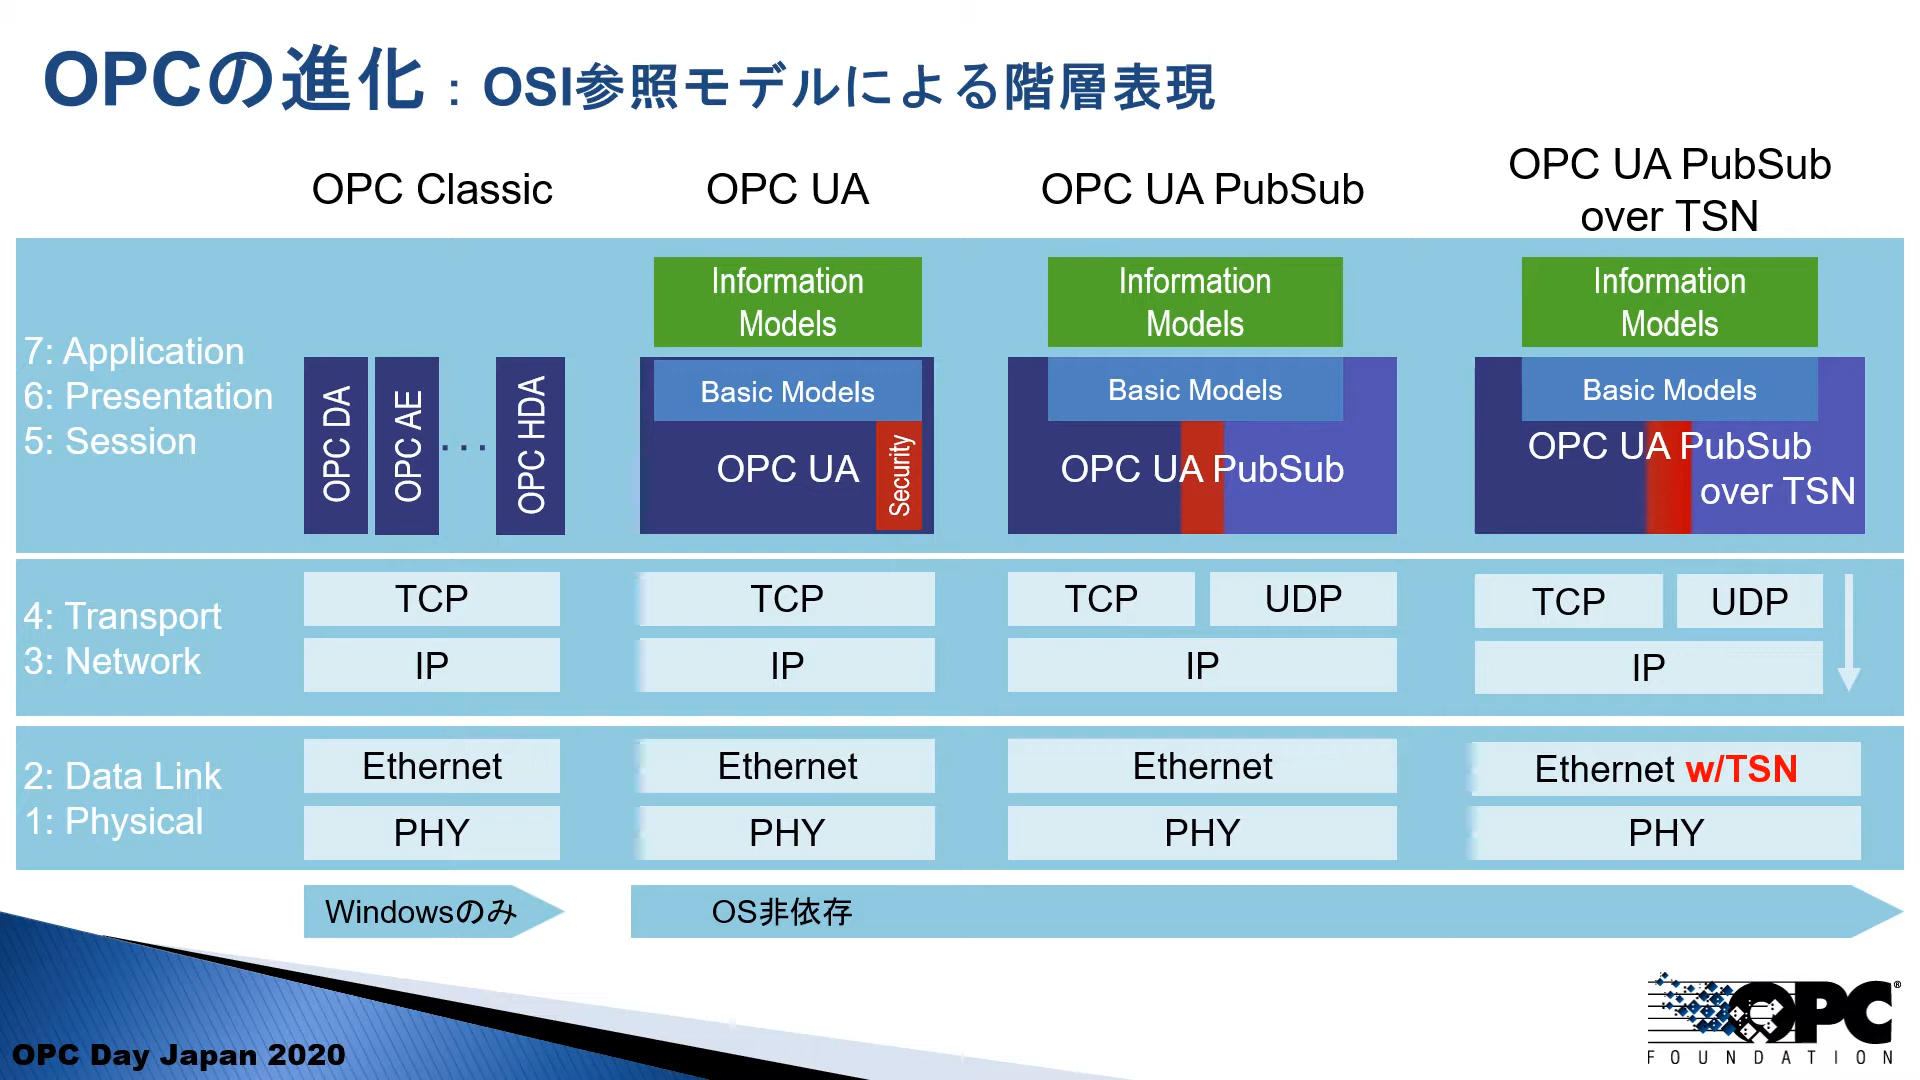 OPCの進化：OSI参照モデルによる階層表現
OPC Classic
OPC UA
OPC UA PubSub
OPC UA PubSub
over TSN
7: Application
6: Presentation
5: Session
OPC DA
OPC AE
...
OPC HDA
Information
Models
Basic Models
OPC UA
Security
Information
Models
Basic Models
OPC UA PubSub
Information
Models
Basic Models
OPC UA PubSub
over TSN
4: Transport
3: Network
TCP
IP
TCP
IP
TCP
UDP
IP
TCP
UDP
IP
2: Data Link
1: Physical
Ethernet
PHY
Ethernet
PHY
Ethernet
PHY
Ethernet w/TSN
PHY
Windowsのみ
OS非依存
OPC Day Japan 2020
OPC®
FOUNDATION